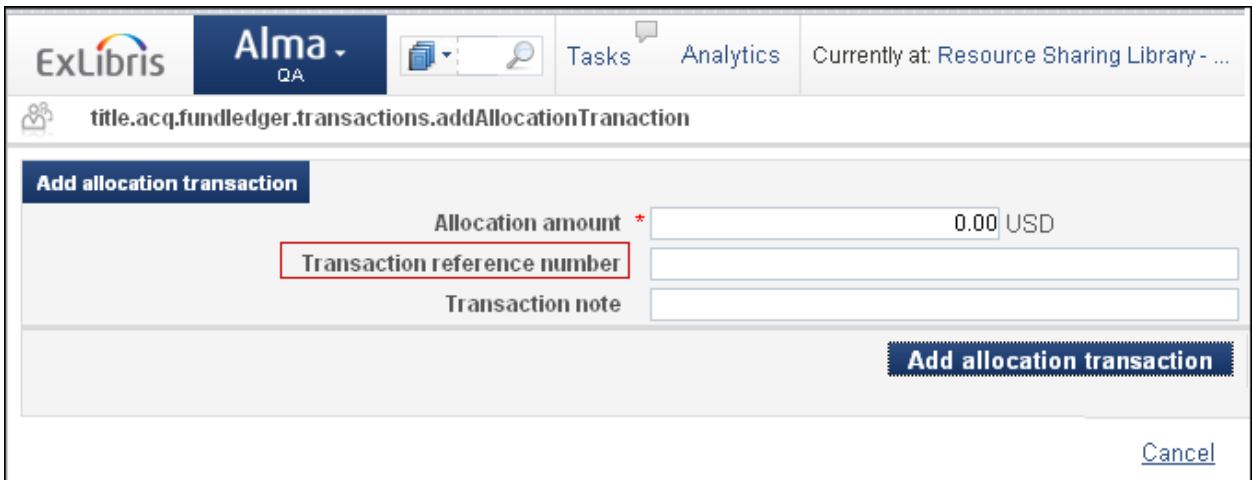 ExLibris Alma QA Tasks Analytics Currently at: Resource Sharing Library - ...
title.acq.fundledger.transactions.addAllocationTranaction
Add allocation transaction
Allocation amount * 0.00 USD
Transaction reference number
Transaction note
Add allocation transaction
Cancel